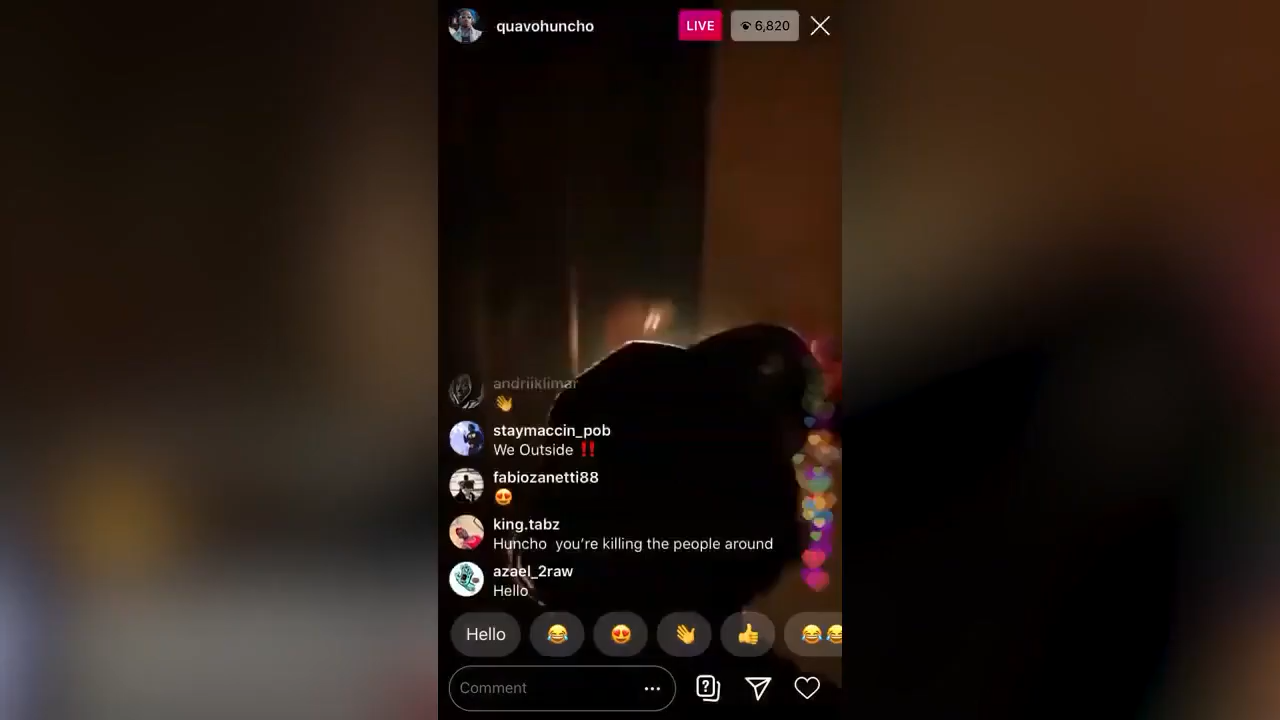 quavohuncho
LIVE
6,820
andriiklimar
staymaccin_pob
We Outside ‼️
fabiozanetti88
king.tabz
Huncho you’re killing the people around
azael_2raw
Hello
Hello
Comment